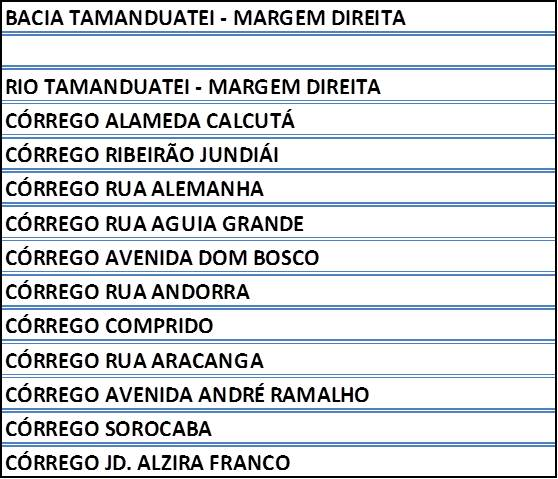 BACIA TAMANDUATEI - MARGEM DIREITA
RIO TAMANDUATEI - MARGEM DIREITA
CÓRREGO ALAMEDA CALCUTÁ
CÓRREGO RIBEIRÃO JUNDIÁI
CÓRREGO RUA ALEMANHA
CÓRREGO RUA AGUIA GRANDE
CÓRREGO AVENIDA DOM BOSCO
CÓRREGO RUA ANDORRA
CÓRREGO COMPRIDO
CÓRREGO RUA ARACANGA
CÓRREGO AVENIDA ANDRÉ RAMALHO
CÓRREGO SOROCABA
CÓRREGO JD. ALZIRA FRANCO